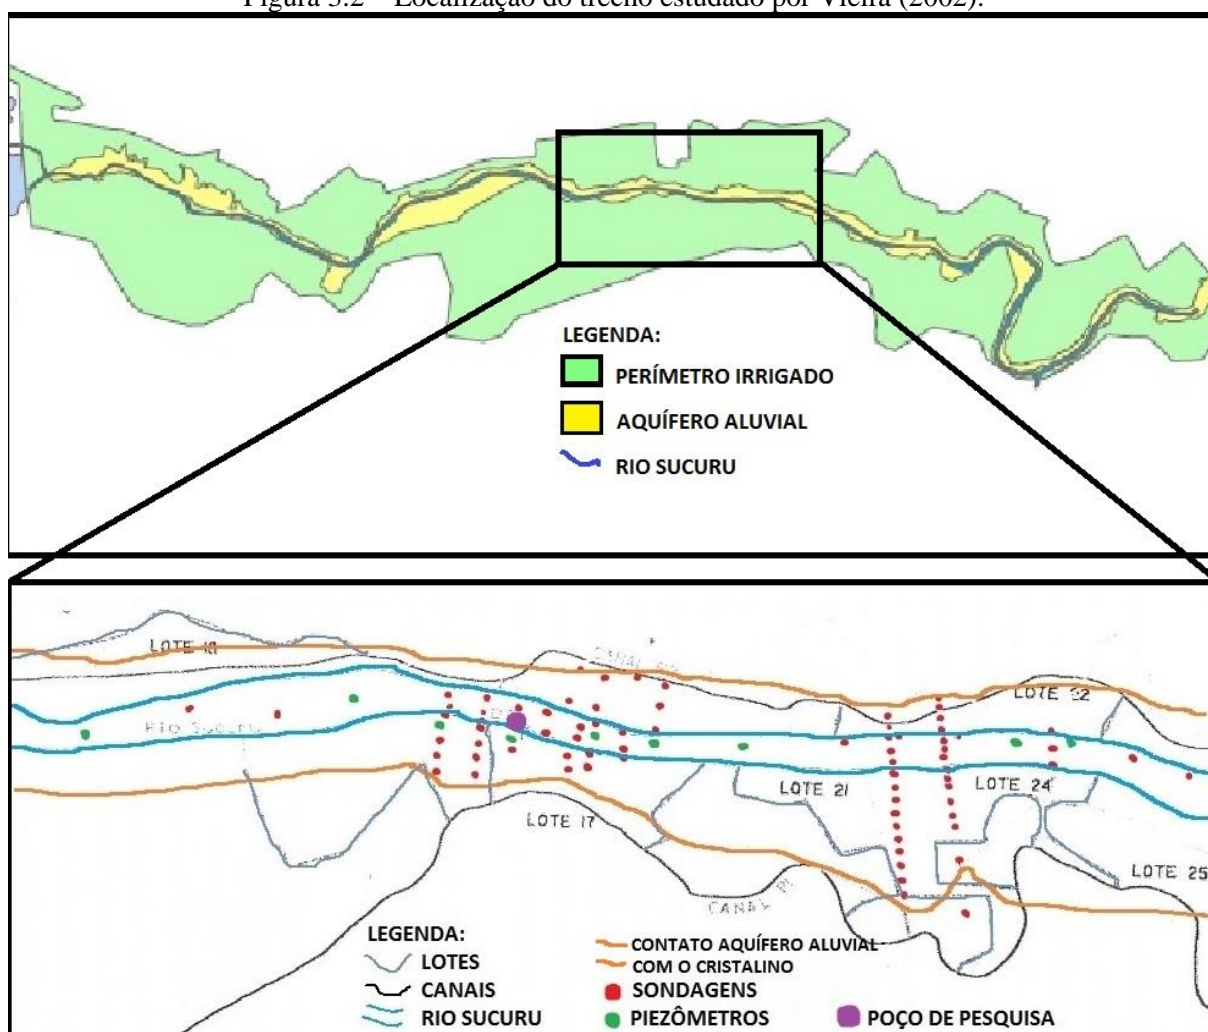 Figura 3.2 – Localização do trecho estudado por Vieira (2002).
LEGENDA:
PERÍMETRO IRRIGADO
AQUÍFERO ALUVIAL
RIO SUCURU
LOTE 18
CANAL
LOTE 22
RIO SUCURU
LOTE 21
LOTE 24
LOTE 17
LOTE 25
CANAL P1
LEGENDA:
LOTES
CANAIS
RIO SUCURU
CONTATO AQUÍFERO ALUVIAL
COM O CRISTALINO
SONDAGENS
PIEZÔMETROS
POÇO DE PESQUISA